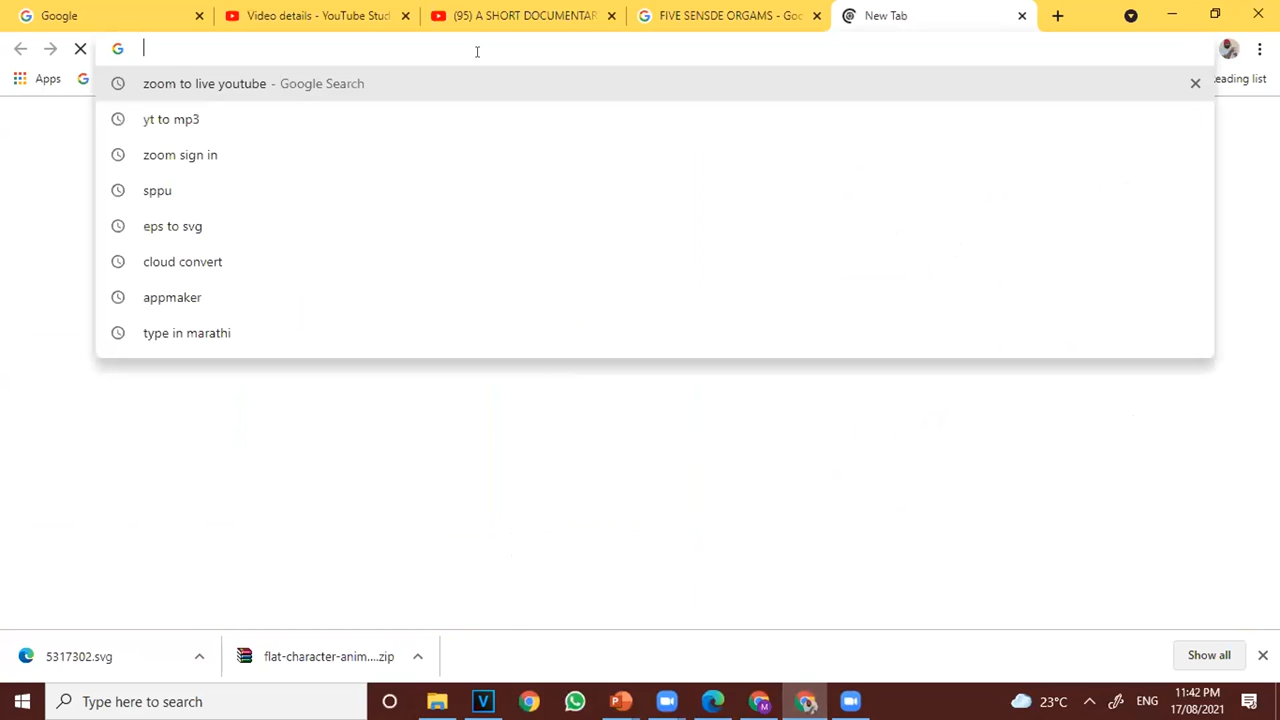 Google
Video details - YouTube Stud
(95) A SHORT DOCUMENTAR
FIVE SENSDE ORGAMS - Goo
New Tab
Apps
eading list
zoom to live youtube - Google Search
yt to mp3
zoom sign in
sppu
eps to svg
cloud convert
appmaker
type in marathi
5317302.svg
flat-character-anim....zip
Show all
Type here to search
23°C
ENG
11:42 PM
17/08/2021